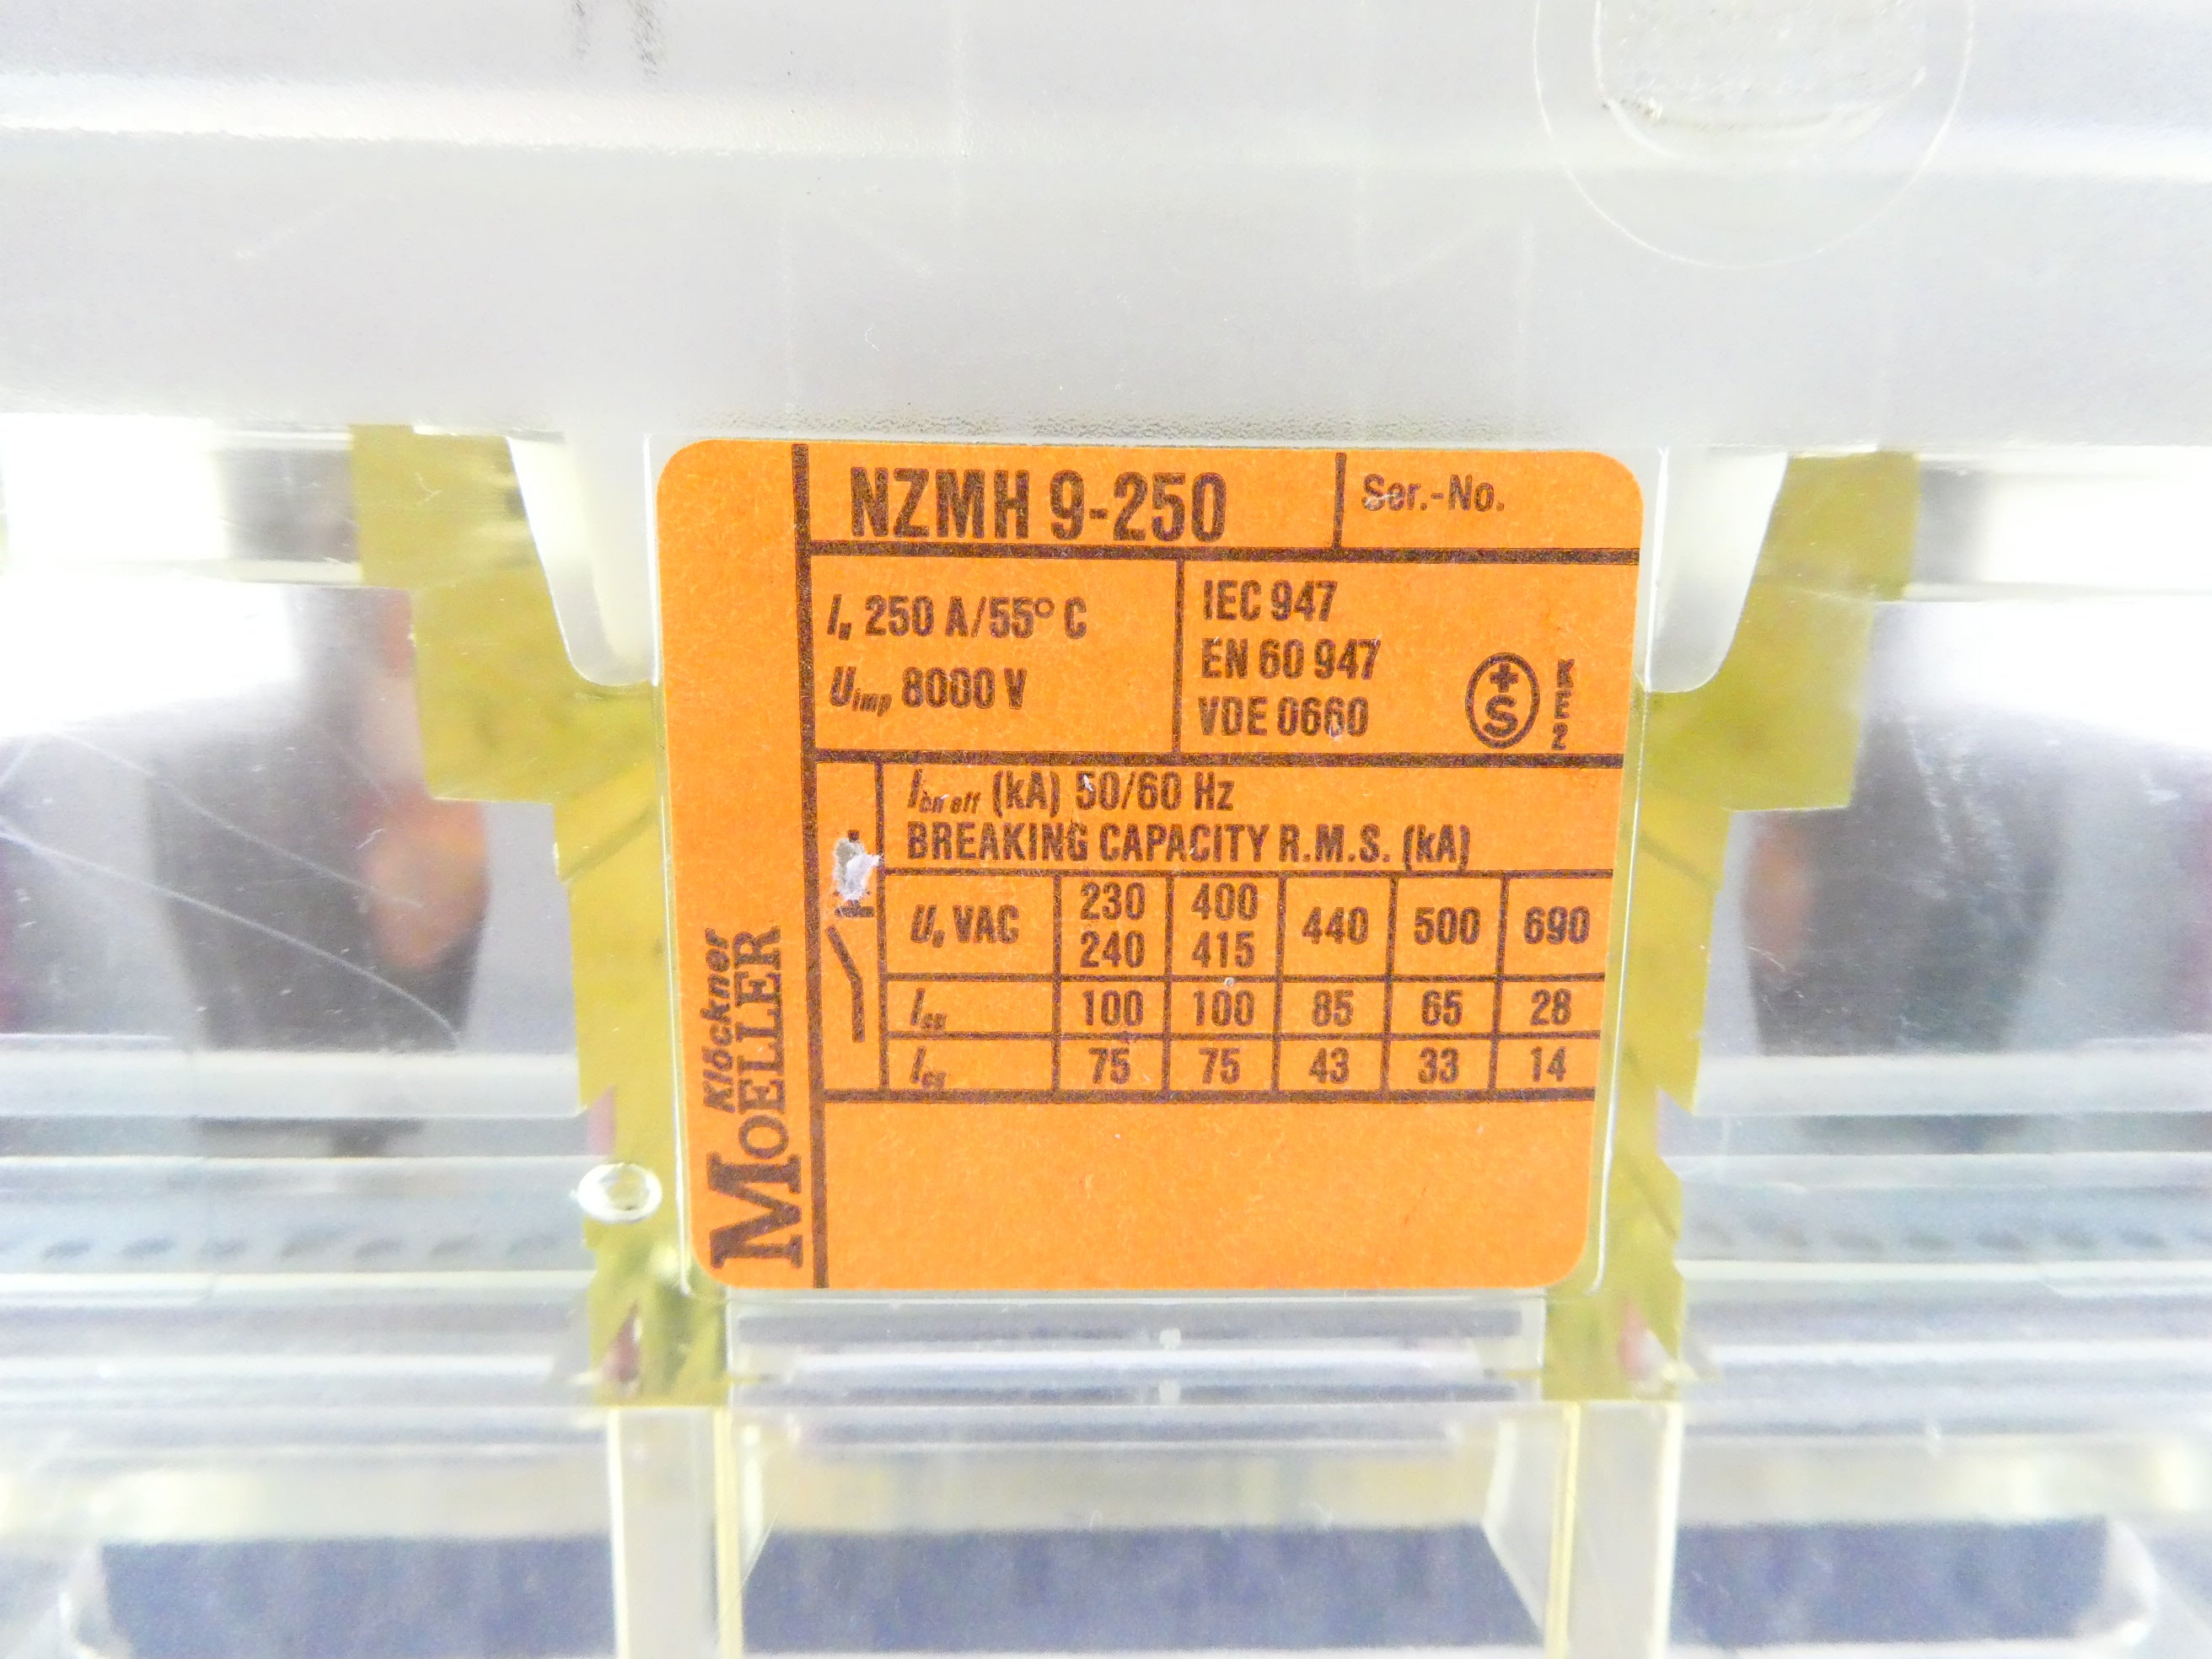 NZMH 9-250
Ser.-No.
Iu 250 A/55° C
Uimp 8000 V
IEC 947
EN 60 947
VDE 0660
+S
KE2
Icn eff (kA) 50/60 Hz
BREAKING CAPACITY R.M.S. (kA)
Ue VAC 230 240 400 415 440 500 690
Icu 100 100 85 65 28
Ics 75 75 43 33 14
Klöckner
MOELLER